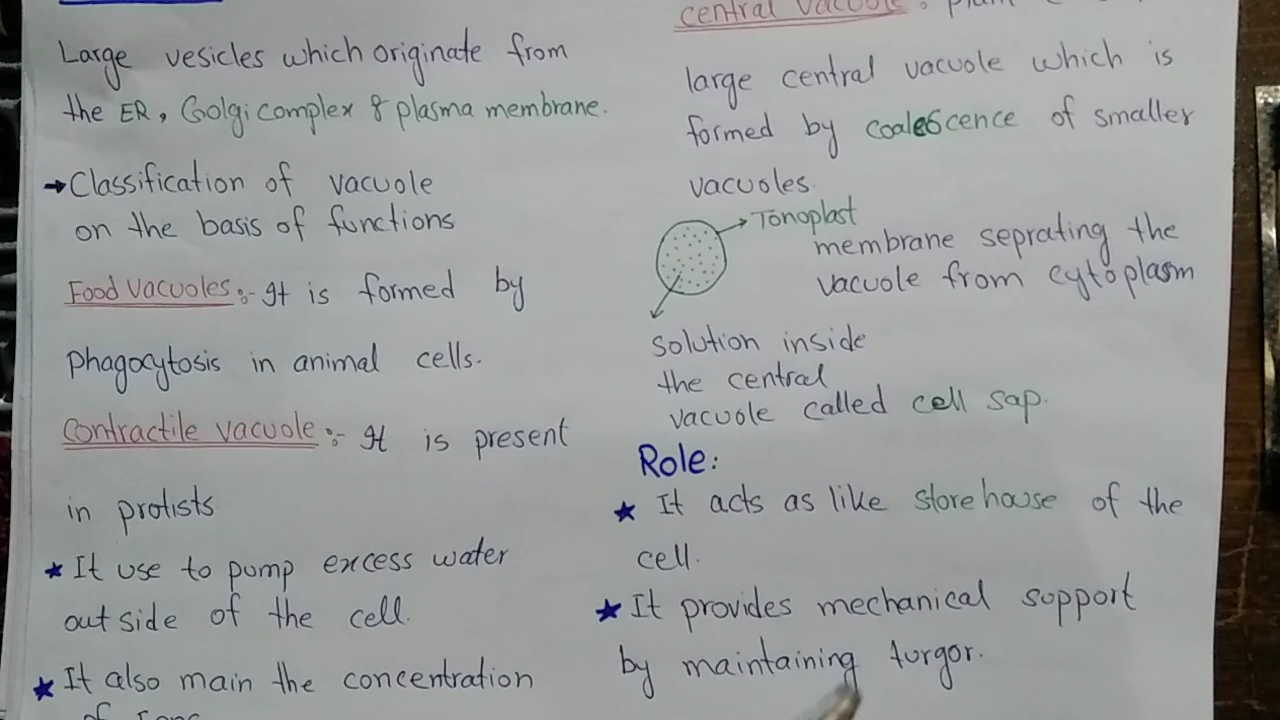 Large vesicles which originate from
the ER, Golgi complex & plasma membrane.
→ Classification of vacuole
on the basis of functions
Food vacuoles:- It is formed by
phagocytosis in animal cells.
Contractile vacuole:- It is present
in protists
★ It use to pump excess water
out side of the cell.
★ It also main the concentration
of Ions
central vacuole:
large central vacuole which is
formed by coalescence of smaller
vacuoles.
Tonoplast
membrane seprating the
vacuole from cytoplasm
solution inside
the central
vacuole called cell sap.
Role:
★ It acts as like store house of the
cell.
★ It provides mechanical support
by maintaining turgor.